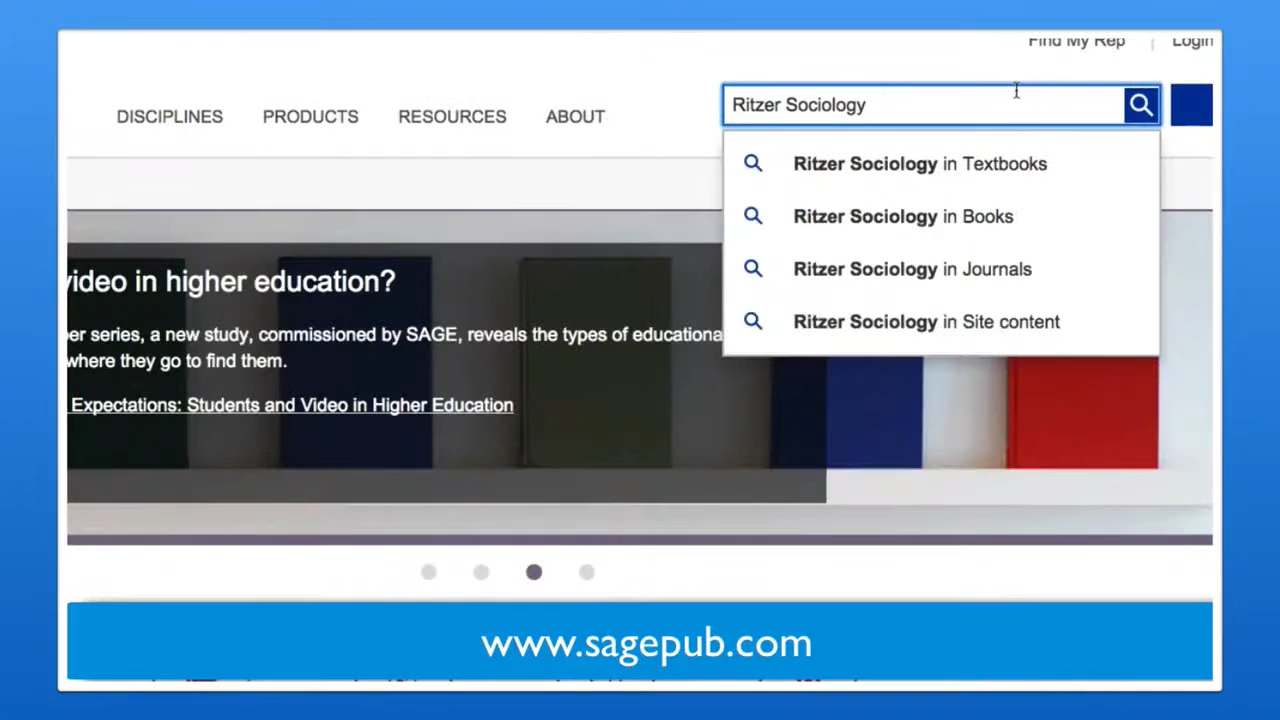 Find My Rep | Login
DISCIPLINES PRODUCTS RESOURCES ABOUT
Ritzer Sociology
Ritzer Sociology in Textbooks
Ritzer Sociology in Books
Ritzer Sociology in Journals
Ritzer Sociology in Site content
video in higher education?
er series, a new study, commissioned by SAGE, reveals the types of educationa
where they go to find them.
Expectations: Students and Video in Higher Education
www.sagepub.com